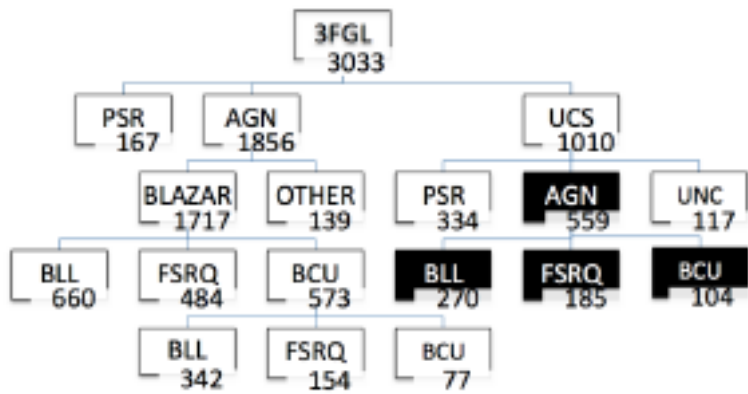 3FGL
3033
PSR
167
AGN
1856
UCS
1010
BLAZAR
1717
OTHER
139
PSR
334
AGN
559
UNC
117
BLL
660
FSRQ
484
BCU
573
BLL
270
FSRQ
185
BCU
104
BLL
342
FSRQ
154
BCU
77